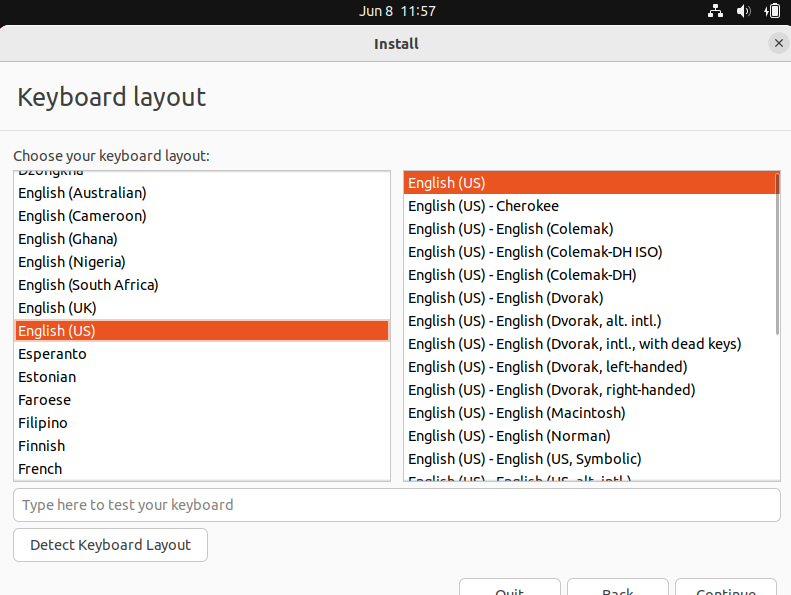 Jun 8 11:57
Install
Keyboard layout
Choose your keyboard layout:
Dzongkha
English (Australian)
English (Cameroon)
English (Ghana)
English (Nigeria)
English (South Africa)
English (UK)
English (US)
Esperanto
Estonian
Faroese
Filipino
Finnish
French
English (US)
English (US) - Cherokee
English (US) - English (Colemak)
English (US) - English (Colemak-DH ISO)
English (US) - English (Colemak-DH)
English (US) - English (Dvorak)
English (US) - English (Dvorak, alt. intl.)
English (US) - English (Dvorak, intl., with dead keys)
English (US) - English (Dvorak, left-handed)
English (US) - English (Dvorak, right-handed)
English (US) - English (Macintosh)
English (US) - English (Norman)
English (US) - English (US, Symbolic)
English (US) - English (US, alt. intl.)
Type here to test your keyboard
Detect Keyboard Layout
Quit
Back
Continue